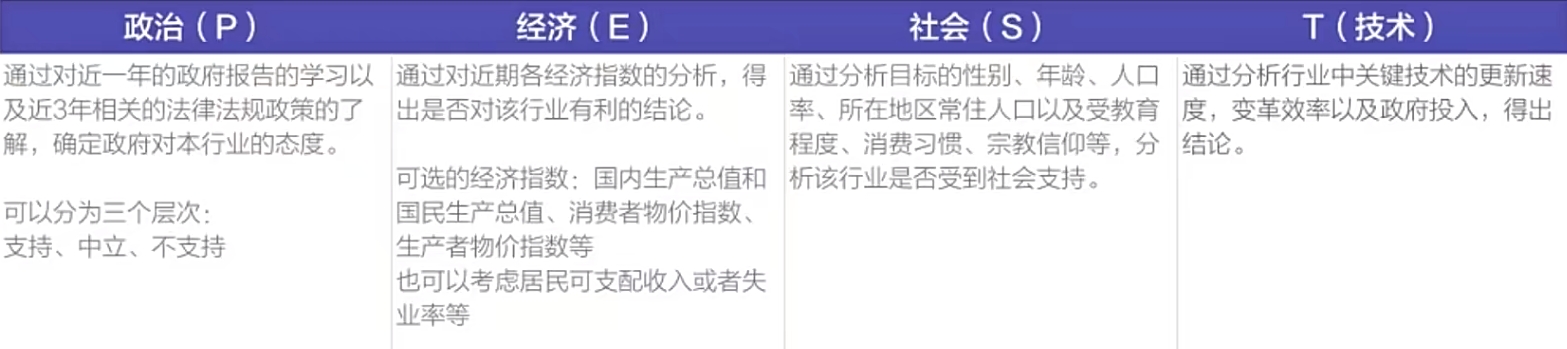 政治（P）
经济（E）
社会（S）
T（技术）
通过对近一年的政府报告的学习以
及近3年相关的法律法规政策的了
解，确定政府对本行业的态度。
可以分为三个层次：
支持、中立、不支持
通过对近期各经济指数的分析，得
出是否对该行业有利的结论。
可选的经济指数：国内生产总值和
国民生产总值、消费者物价指数、
生产者物价指数等
也可以考虑居民可支配收入或者失
业率等
通过分析目标的性别、年龄、人口
率、所在地区常住人口以及受教育
程度、消费习惯、宗教信仰等，分
析该行业是否受到社会支持。
通过分析行业中关键技术的更新速
度，变革效率以及政府投入，得出
结论。